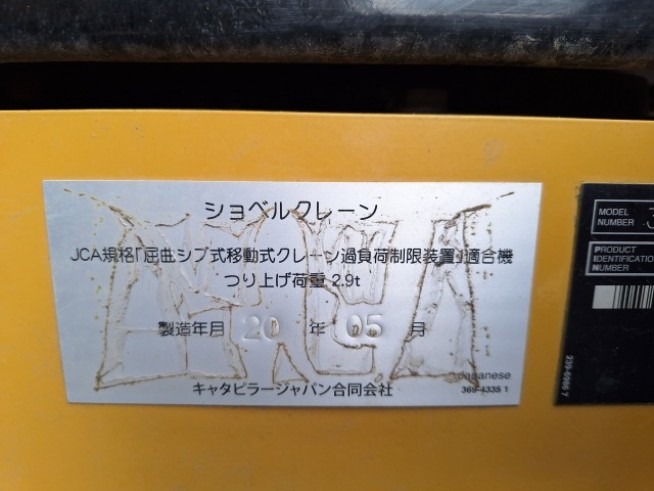 ショベルクレーン
JCA規格「屈曲ジブ式移動式クレーン過負荷制限装置」適合機
つり上げ荷重 2.9t
製造年月 20 年 05 月
キャタピラージャパン合同会社
Japanese
369-4335 1
MODEL
NUMBER
PRODUCT
IDENTIFICATION
NUMBER